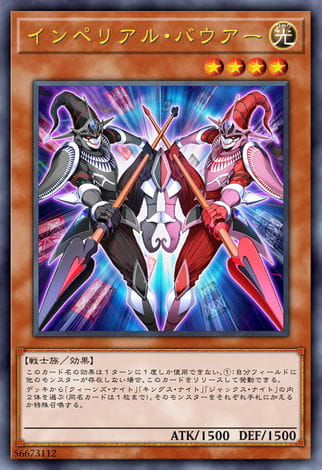 インペリアル・バウアー
光
【戦士族／効果】
このカード名の効果は１ターンに１度しか使用できない。①：自分フィールドに
他のモンスターが存在しない場合、このカードをリリースして発動できる。
デッキから「クィーンズ・ナイト」「キングス・ナイト」「ジャックス・ナイト」の内
２体を選ぶ（同名カードは１枚まで）。そのモンスターをそれぞれ手札に加える
か特殊召喚する。
ATK/1500 DEF/1500
56673112